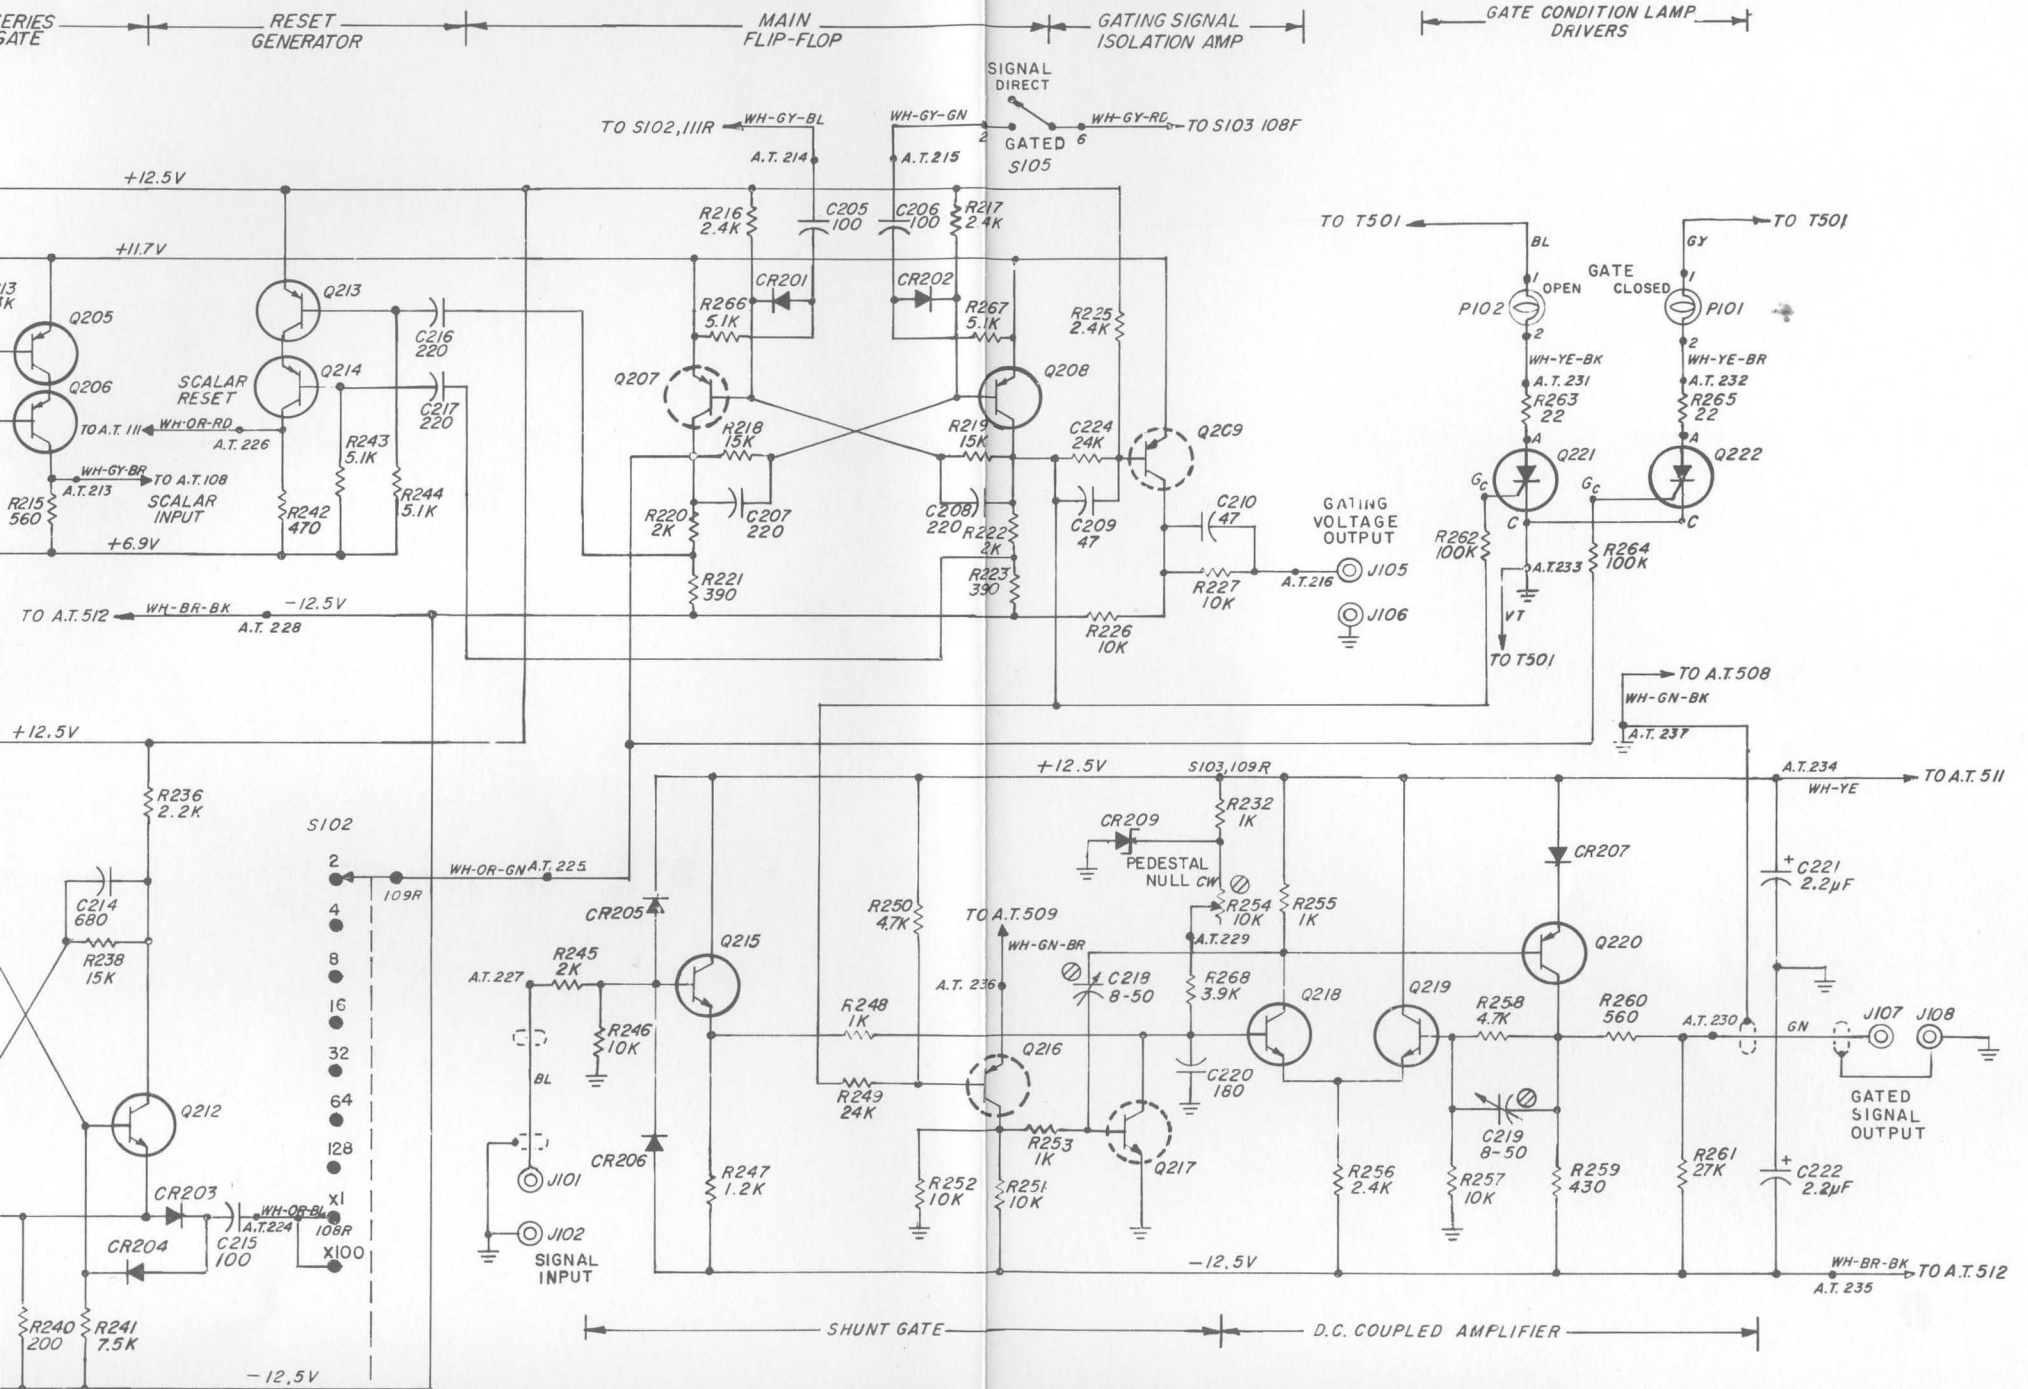 SERIES
GATE
RESET
GENERATOR
MAIN
FLIP-FLOP
GATING SIGNAL
ISOLATION AMP
GATE CONDITION LAMP
DRIVERS
SIGNAL
DIRECT
TO S102,111R
WH-GY-BL
WH-GY-GN
2
GATED
6
WH-GY-RD
TO S103 108F
A.T.214
A.T.215
S105
+12.5V
R216
2.4K
C205
100
C206
100
R217
2.4K
TO T501
TO T501
+11.7V
BL
GY
13
Q213
CR201
CR202
1
GATE
1
OPEN
CLOSED
Q205
C216
220
R266
5.1K
R267
5.1K
R225
2.4K
P102
P101
2
2
Q214
WH-YE-BK
WH-YE-BR
SCALAR
RESET
Q206
C217
220
Q207
Q208
A.T.231
A.T.232
R263
22
R265
22
TO A.T. 111
WH-OR-RD
A.T.226
R243
5.1K
R218
15K
R219
15K
C224
24K
Q209
A
A
Q221
Q222
WH-GY-BR
TO A.T.108
A.T.213
SCALAR
INPUT
R215
560
R242
470
R244
5.1K
R220
2K
C207
220
C208
220
R222
2K
C209
47
C210
47
GATING
VOLTAGE
OUTPUT
GC
GC
C
C
+6.9V
R262
100K
R264
100K
R221
390
R223
390
R227
10K
A.T.216
J105
A.T.233
TO A.T.512
WH-BR-BK
-12.5V
A.T. 228
R226
10K
J106
VT
TO T501
TO A.T.508
WH-GN-BK
A.T. 237
+12.5V
+12.5V
S103,109R
A.T.234
WH-YE
TO A.T. 511
R236
2.2K
S102
R232
1K
CR209
PEDESTAL
NULL
CW
CR207
C221
+
2.2µF
2
WH-OR-GN
A.T. 225
109R
C214
680
4
CR205
R250
47K
TO A.T.509
R254
10K
R255
1K
R238
15K
8
A.T.227
R245
2K
Q215
WH-GN-BR
A.T.229
Q220
16
A.T. 236
C218
8-50
R268
3.9K
Q218
Q219
R258
4.7K
R260
560
A.T.230
GN
J107
J108
R246
10K
R248
1K
32
BL
Q216
C220
180
R249
24K
64
Q212
GATED
SIGNAL
OUTPUT
C219
8-50
128
CR206
R253
1K
Q217
CR203
X1
WH-OR-BL
A.T.224
108R
C215
100
CR204
X100
J101
J102
SIGNAL
INPUT
R247
1.2K
R252
10K
R251
10K
R256
2.4K
R257
10K
R259
430
R261
27K
C222
+
2.2µF
-12.5V
WH-BR-BK
TO A.T. 512
A.T. 235
R240
200
R241
7.5K
SHUNT GATE
D.C. COUPLED AMPLIFIER
-12.5V